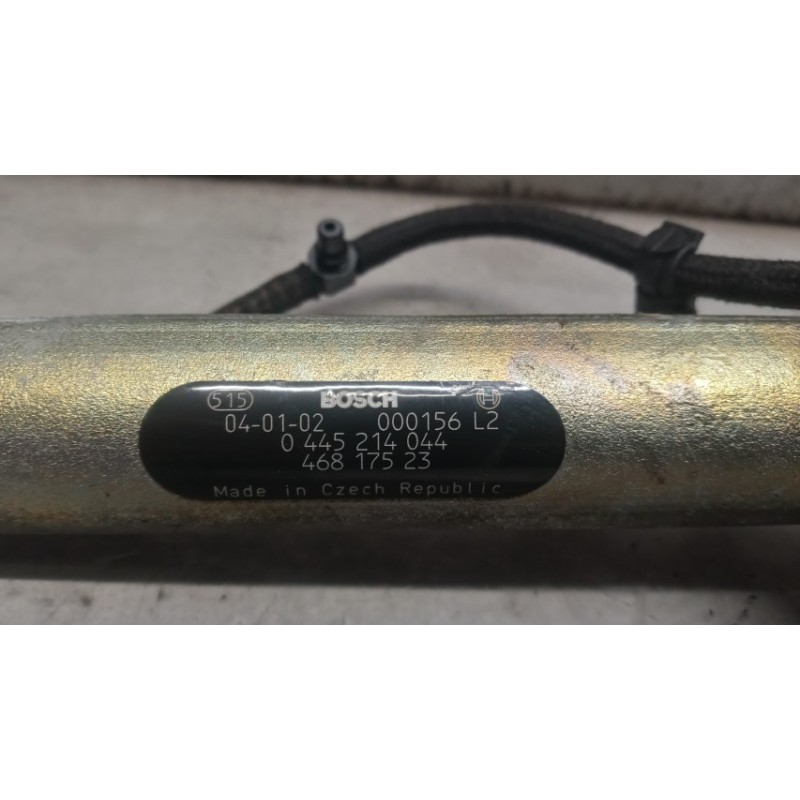 515 BOSCH
04-01-02 000156 L2
0 445 214 044
468 175 23
Made in Czech Republic